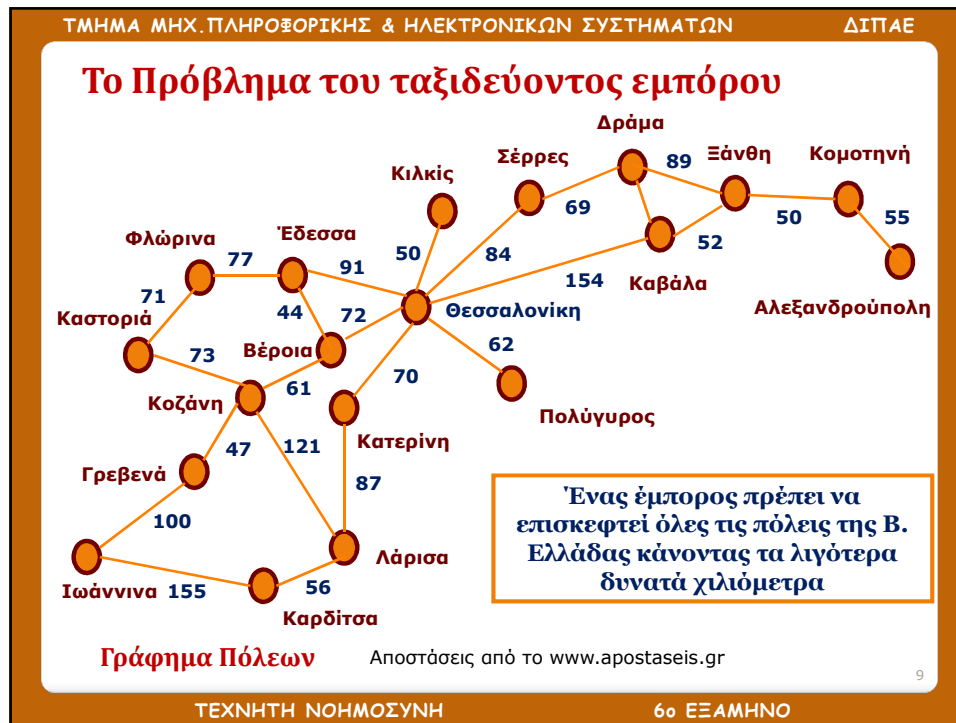 ΤΜΗΜΑ ΜΗΧ.ΠΛΗΡΟΦΟΡΙΚΗΣ & ΗΛΕΚΤΡΟΝΙΚΩΝ ΣΥΣΤΗΜΑΤΩΝ ΔΙΠΑΕ
Το Πρόβλημα του ταξιδεύοντος εμπόρου
Δράμα
Σέρρες
89
Ξάνθη
Κομοτηνή
Κιλκίς
69
50
55
Φλώρινα
Έδεσσα
77
91
50
84
52
154
Καβάλα
Αλεξανδρούπολη
71
44
72
Θεσσαλονίκη
Καστοριά
73
Βέροια
62
61
70
Κοζάνη
Πολύγυρος
Κατερίνη
47
121
Γρεβενά
87
100
Λάρισα
Ιωάννινα
155
56
Καρδίτσα
Ένας έμπορος πρέπει να
επισκεφτεί όλες τις πόλεις της Β.
Ελλάδας κάνοντας τα λιγότερα
δυνατά χιλιόμετρα
Γράφημα Πόλεων
Αποστάσεις από το www.apostaseis.gr
9
ΤΕΧΝΗΤΗ ΝΟΗΜΟΣΥΝΗ 6ο ΕΞΑΜΗΝΟ